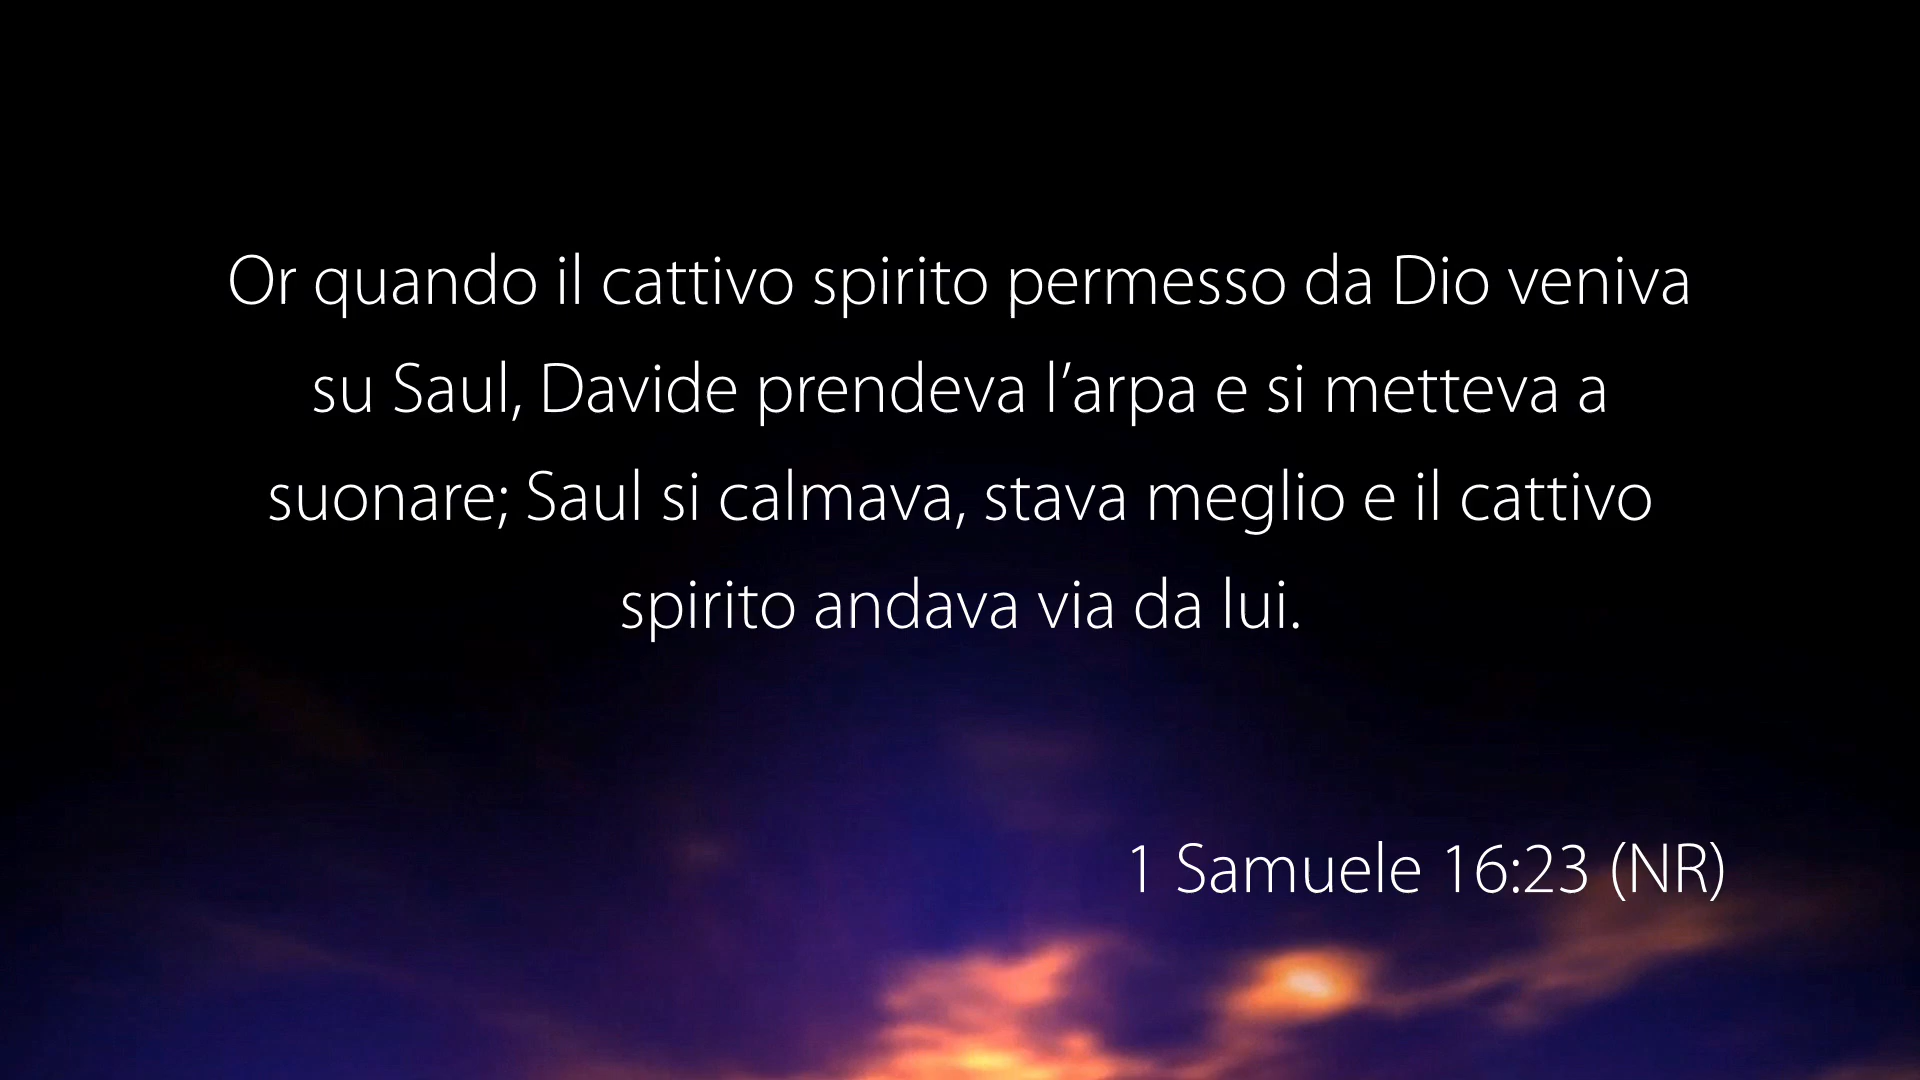 Or quando il cattivo spirito permesso da Dio veniva
su Saul, Davide prendeva l’arpa e si metteva a
suonare; Saul si calmava, stava meglio e il cattivo
spirito andava via da lui.
1 Samuele 16:23 (NR)